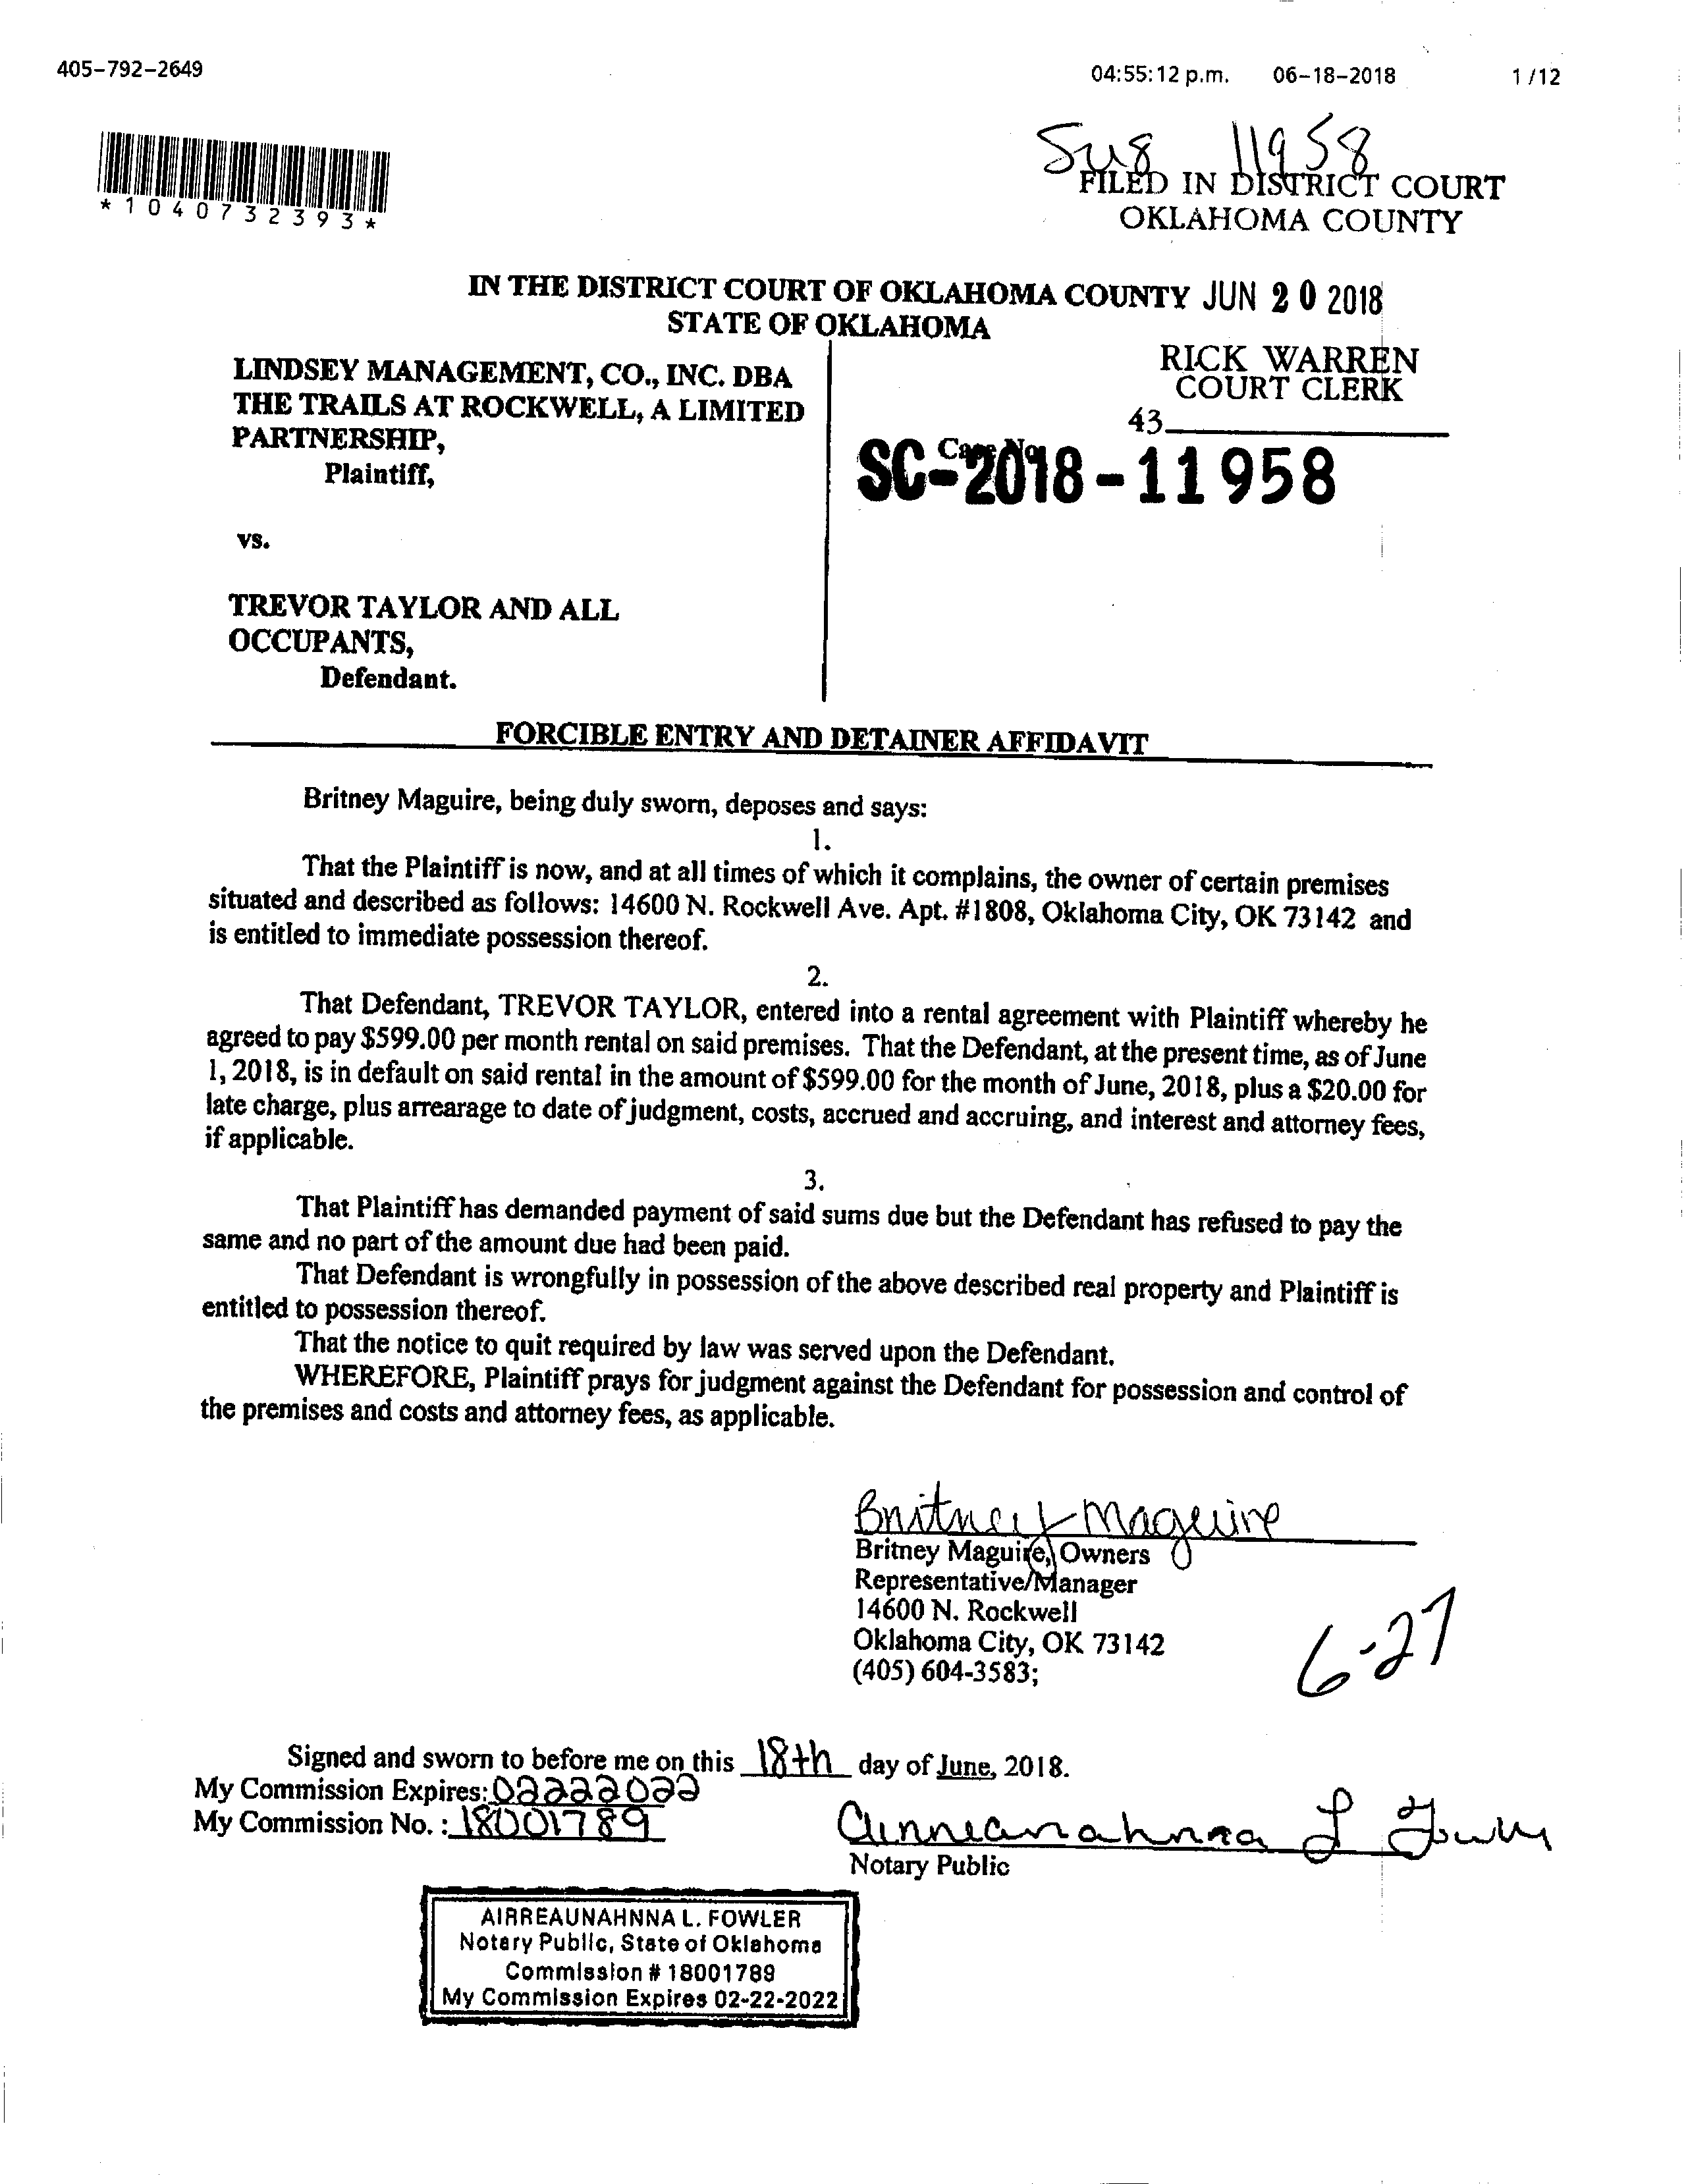 405-792-2649 04:55:12 p.m. 06-18-2018 1 /12
11958
FILED IN DISTRICT COURT
*1040732393*
OKLAHOMA COUNTY
IN THE DISTRICT COURT OF OKLAHOMA COUNTY JUN 20 2018
STATE OF OKLAHOMA
LINDSEY MANAGEMENT, CO., INC. DBA
THE TRAILS AT ROCKWELL, A LIMITED
PARTNERSHIP,
Plaintiff,
RICK WARREN
COURT CLERK
43
Case No.
SC-2018-11958
vs.
TREVOR TAYLOR AND ALL
OCCUPANTS,
Defendant.
FORCIBLE ENTRY AND DETAINER AFFIDAVIT
Britney Maguire, being duly sworn, deposes and says:
1.
That the Plaintiff is now, and at all times of which it complains, the owner of certain premises
situated and described as follows: 14600 N. Rockwell Ave. Apt. #1808, Oklahoma City, OK 73142 and
is entitled to immediate possession thereof.
2.
That Defendant, TREVOR TAYLOR, entered into a rental agreement with Plaintiff whereby he
agreed to pay $599.00 per month rental on said premises. That the Defendant, at the present time, as of June
1, 2018, is in default on said rental in the amount of $599.00 for the month of June, 2018, plus a $20.00 for
late charge, plus arrearage to date of judgment, costs, accrued and accruing, and interest and attorney fees,
if applicable.
3.
That Plaintiff has demanded payment of said sums due but the Defendant has refused to pay the
same and no part of the amount due had been paid.
That Defendant is wrongfully in possession of the above described real property and Plaintiff is
entitled to possession thereof.
That the notice to quit required by law was served upon the Defendant.
WHEREFORE, Plaintiff prays for judgment against the Defendant for possession and control of
the premises and costs and attorney fees, as applicable.
Britney Maguire
Britney Maguire, Owners
Representative/Manager
14600 N. Rockwell
Oklahoma City, OK 73142
(405) 604-3583;
6-27
Signed and sworn to before me on this 18th day of June, 2018.
My Commission Expires: 02222022
My Commission No. : 18001789
Notary Public
AIRREAUNAHNNA L. FOWLER
Notary Public, State of Oklahoma
Commission # 18001789
My Commission Expires 02-22-2022